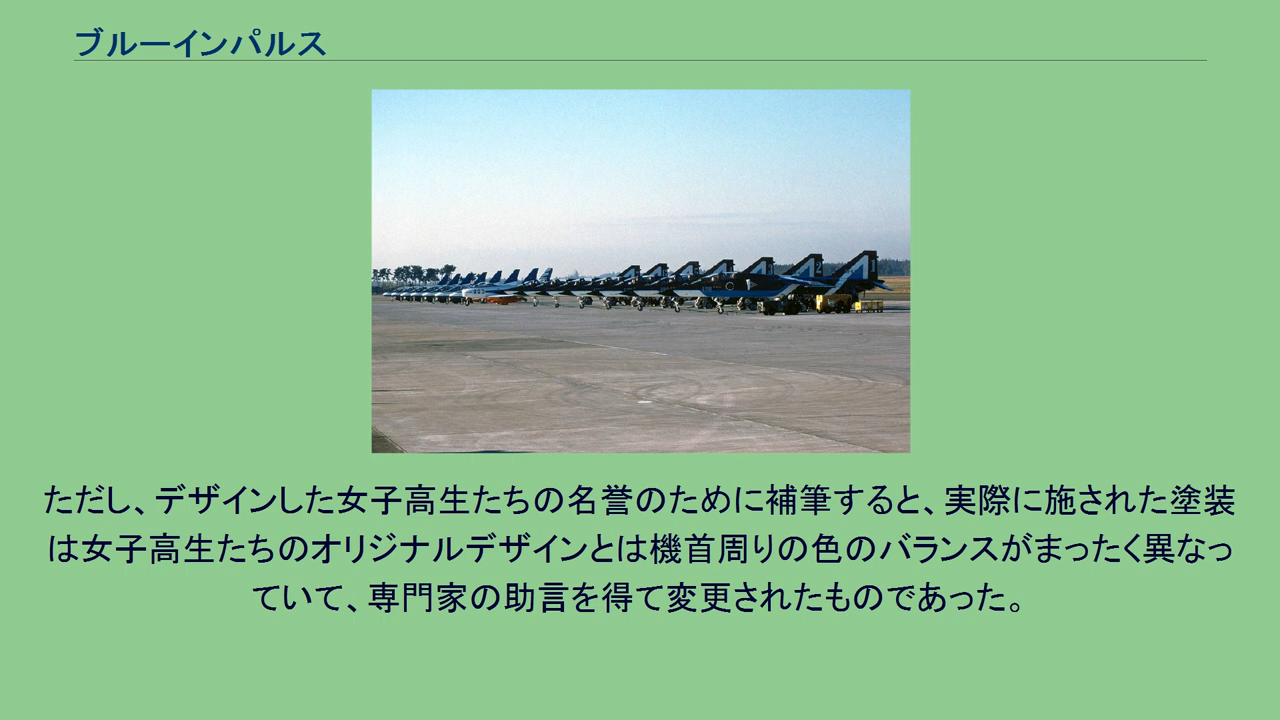 ブルーインパルス
2
1
ただし、デザインした女子高生たちの名誉のために補筆すると、実際に施された塗装
は女子高生たちのオリジナルデザインとは機首周りの色のバランスがまったく異なっ
ていて、専門家の助言を得て変更されたものであった。